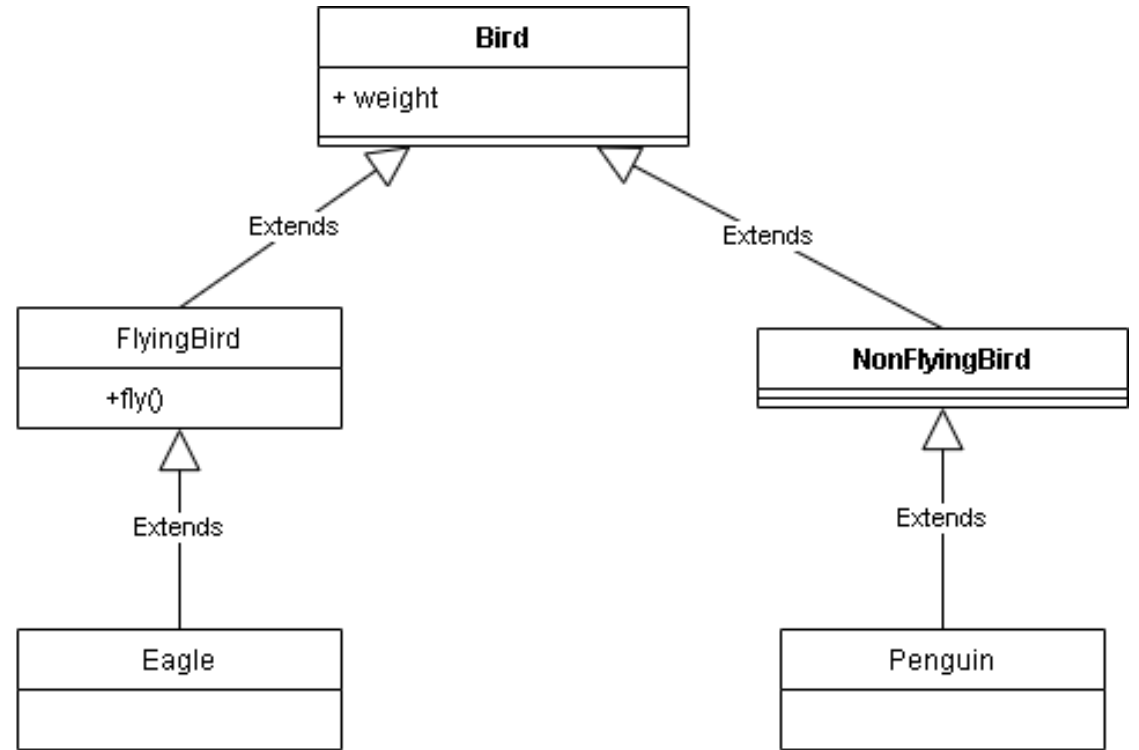 Bird
+ weight
Extends
Extends
FlyingBird
+fly()
NonFlyingBird
Extends
Extends
Eagle
Penguin